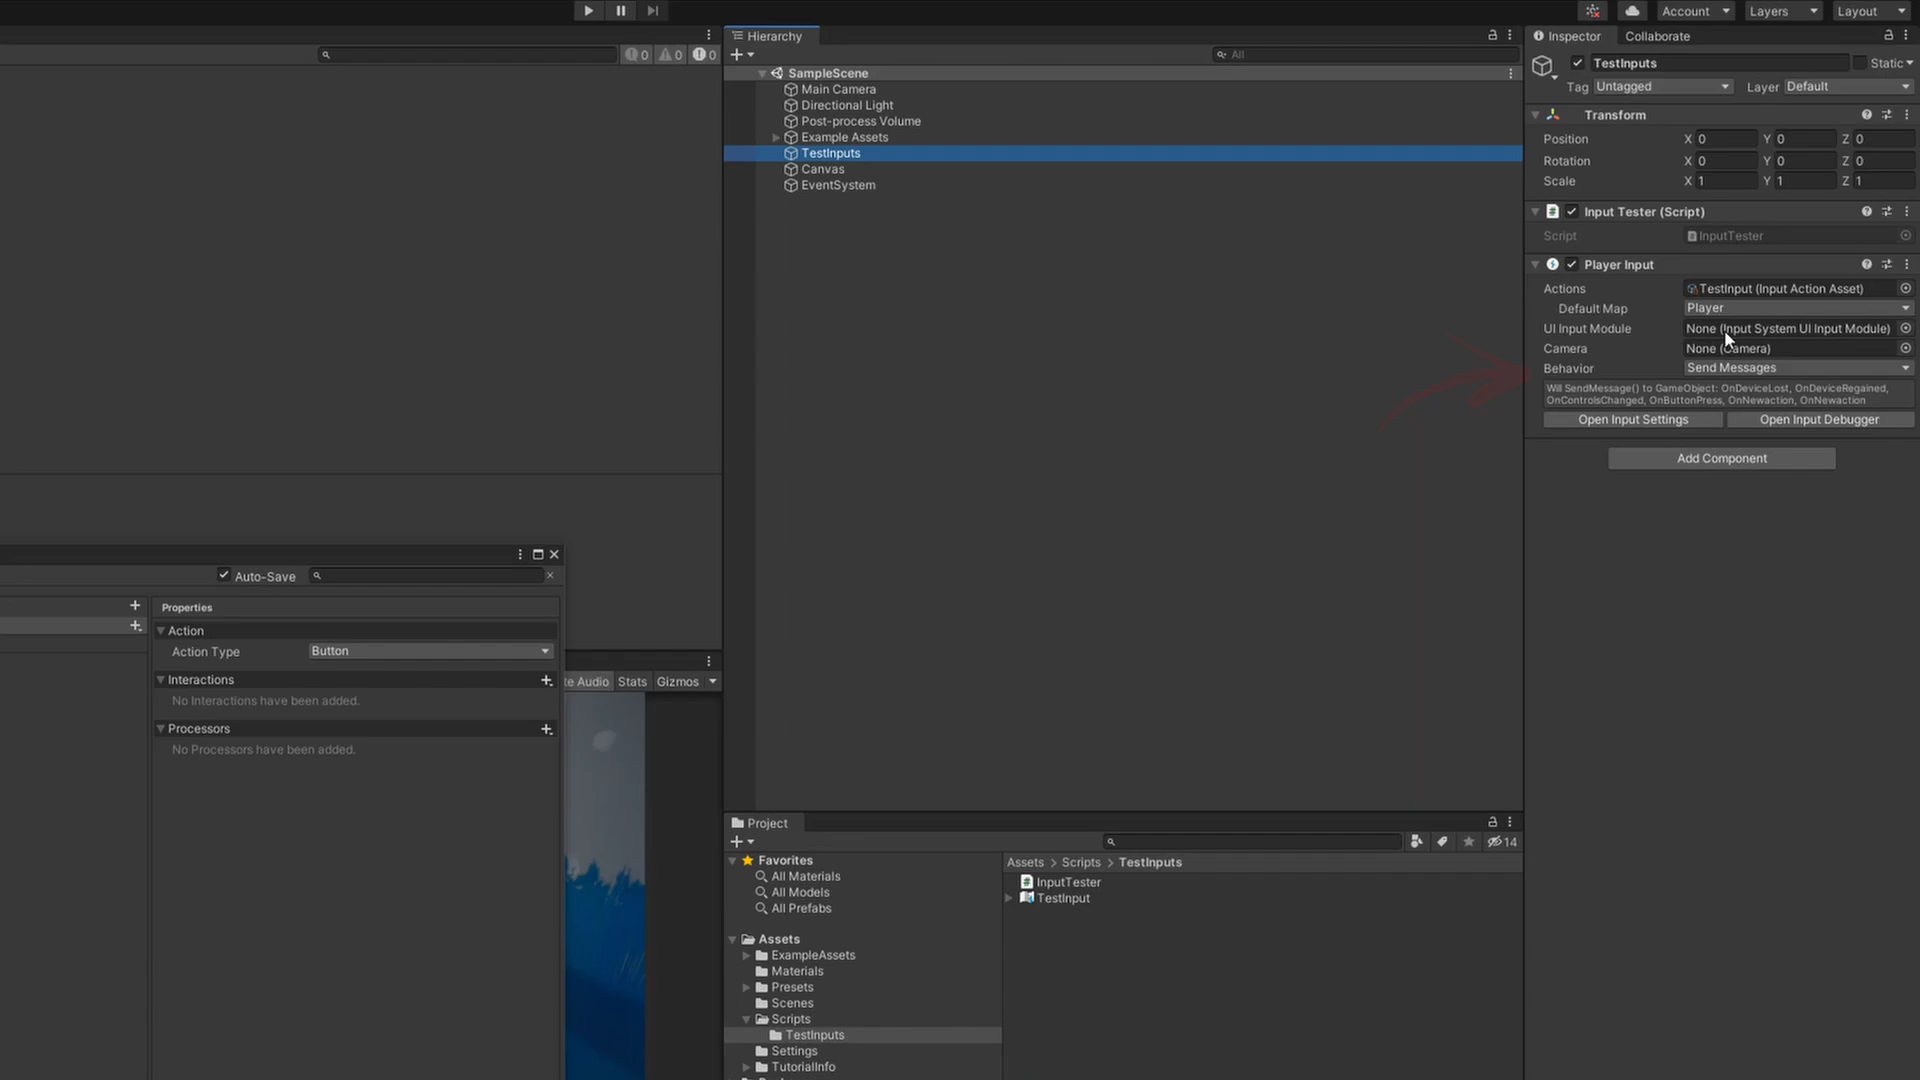 Account
Layers
Layout
Hierarchy
Inspector
Collaborate
0
0
0
All
SampleScene
Main Camera
Directional Light
Post-process Volume
Example Assets
TestInputs
Canvas
EventSystem
TestInputs
Static
Tag Untagged Layer Default
Transform
Position X 0 Y 0 Z 0
Rotation X 0 Y 0 Z 0
Scale X 1 Y 1 Z 1
Input Tester (Script)
Script InputTester
Player Input
Actions TestInput (Input Action Asset)
Default Map Player
UI Input Module None (Input System UI Input Module)
Camera None (Camera)
Behavior Send Messages
Will SendMessage() to GameObject: OnDeviceLost, OnDeviceRegained,
OnControlsChanged, OnButtonPress, OnNewaction, OnNewaction
Open Input Settings Open Input Debugger
Add Component
Auto-Save
Properties
Action
Action Type Button
Interactions
No Interactions have been added.
Processors
No Processors have been added.
te Audio Stats Gizmos
Project
14
Favorites
All Materials
All Models
All Prefabs
Assets
ExampleAssets
Materials
Presets
Scenes
Scripts
TestInputs
Settings
TutorialInfo
Assets > Scripts > TestInputs
InputTester
TestInput